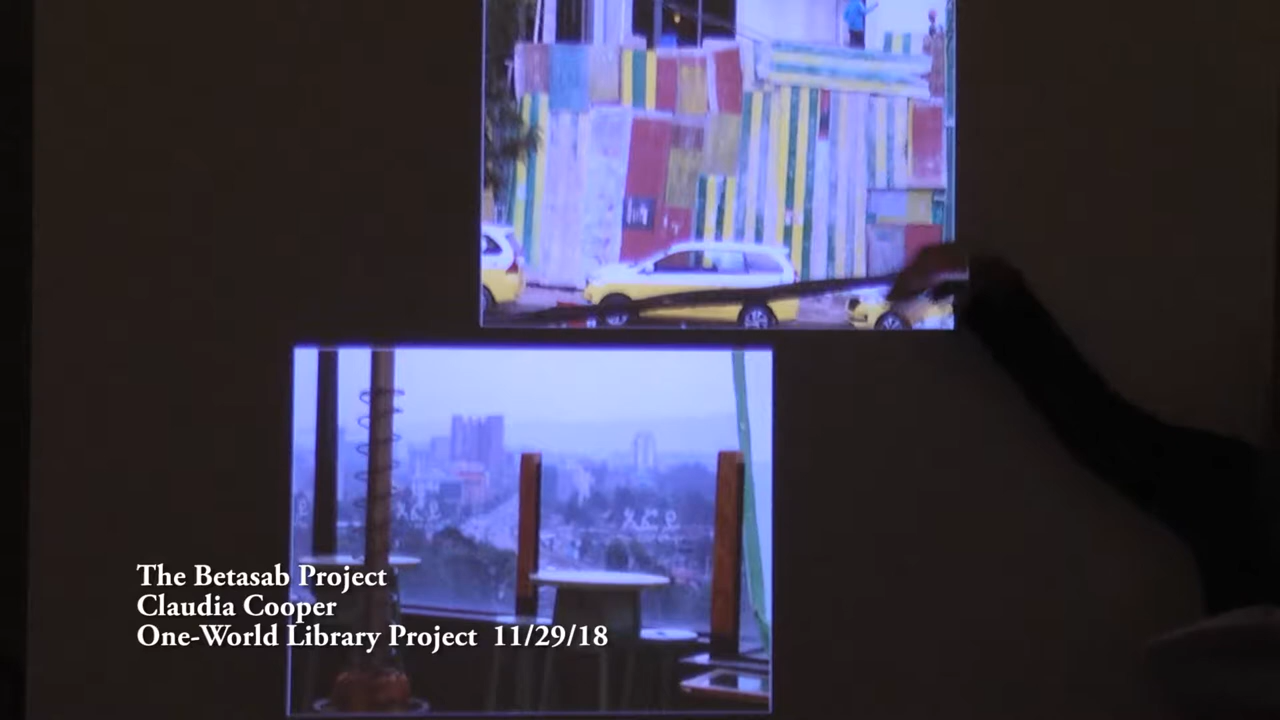 The Betasab Project
Claudia Cooper
One-World Library Project 11/29/18